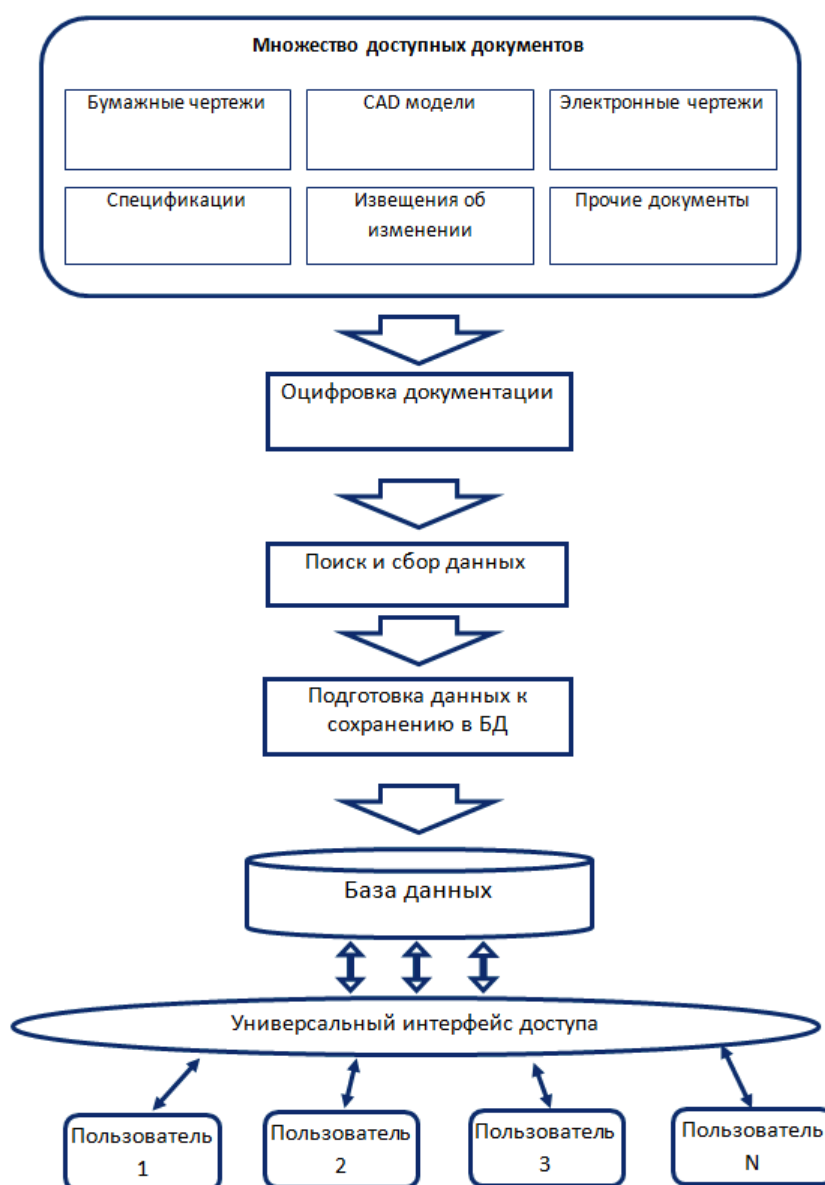 Множество доступных документов
Бумажные чертежи
CAD модели
Электронные чертежи
Спецификации
Извещения об
изменении
Прочие документы
Оцифровка документации
Поиск и сбор данных
Подготовка данных к
сохранению в БД
База данных
Универсальный интерфейс доступа
Пользователь
1
Пользователь
2
Пользователь
3
Пользователь
N